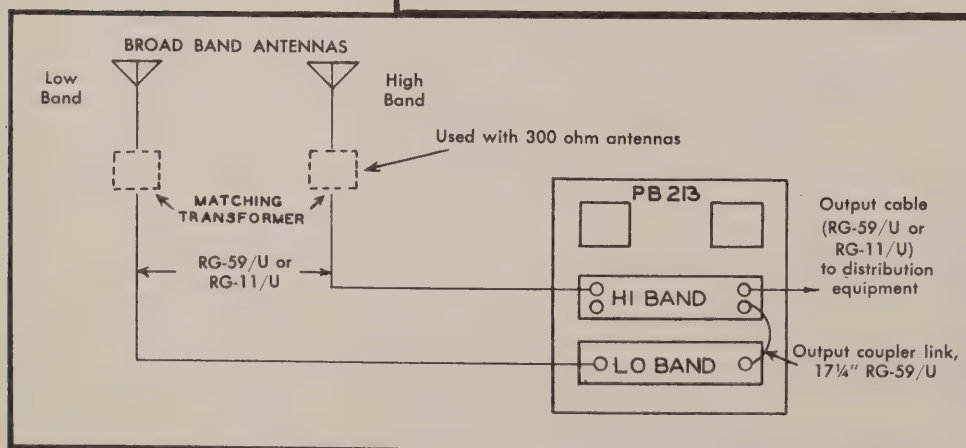 BROAD BAND ANTENNAS
Low
Band
High
Band
Used with 300 ohm antennas
MATCHING
TRANSFORMER
RG-59/U or
RG-11/U
PB 213
HI BAND
LO BAND
Output cable
(RG-59/U or
RG-11/U)
to distribution
equipment
Output coupler link,
17¼" RG-59/U